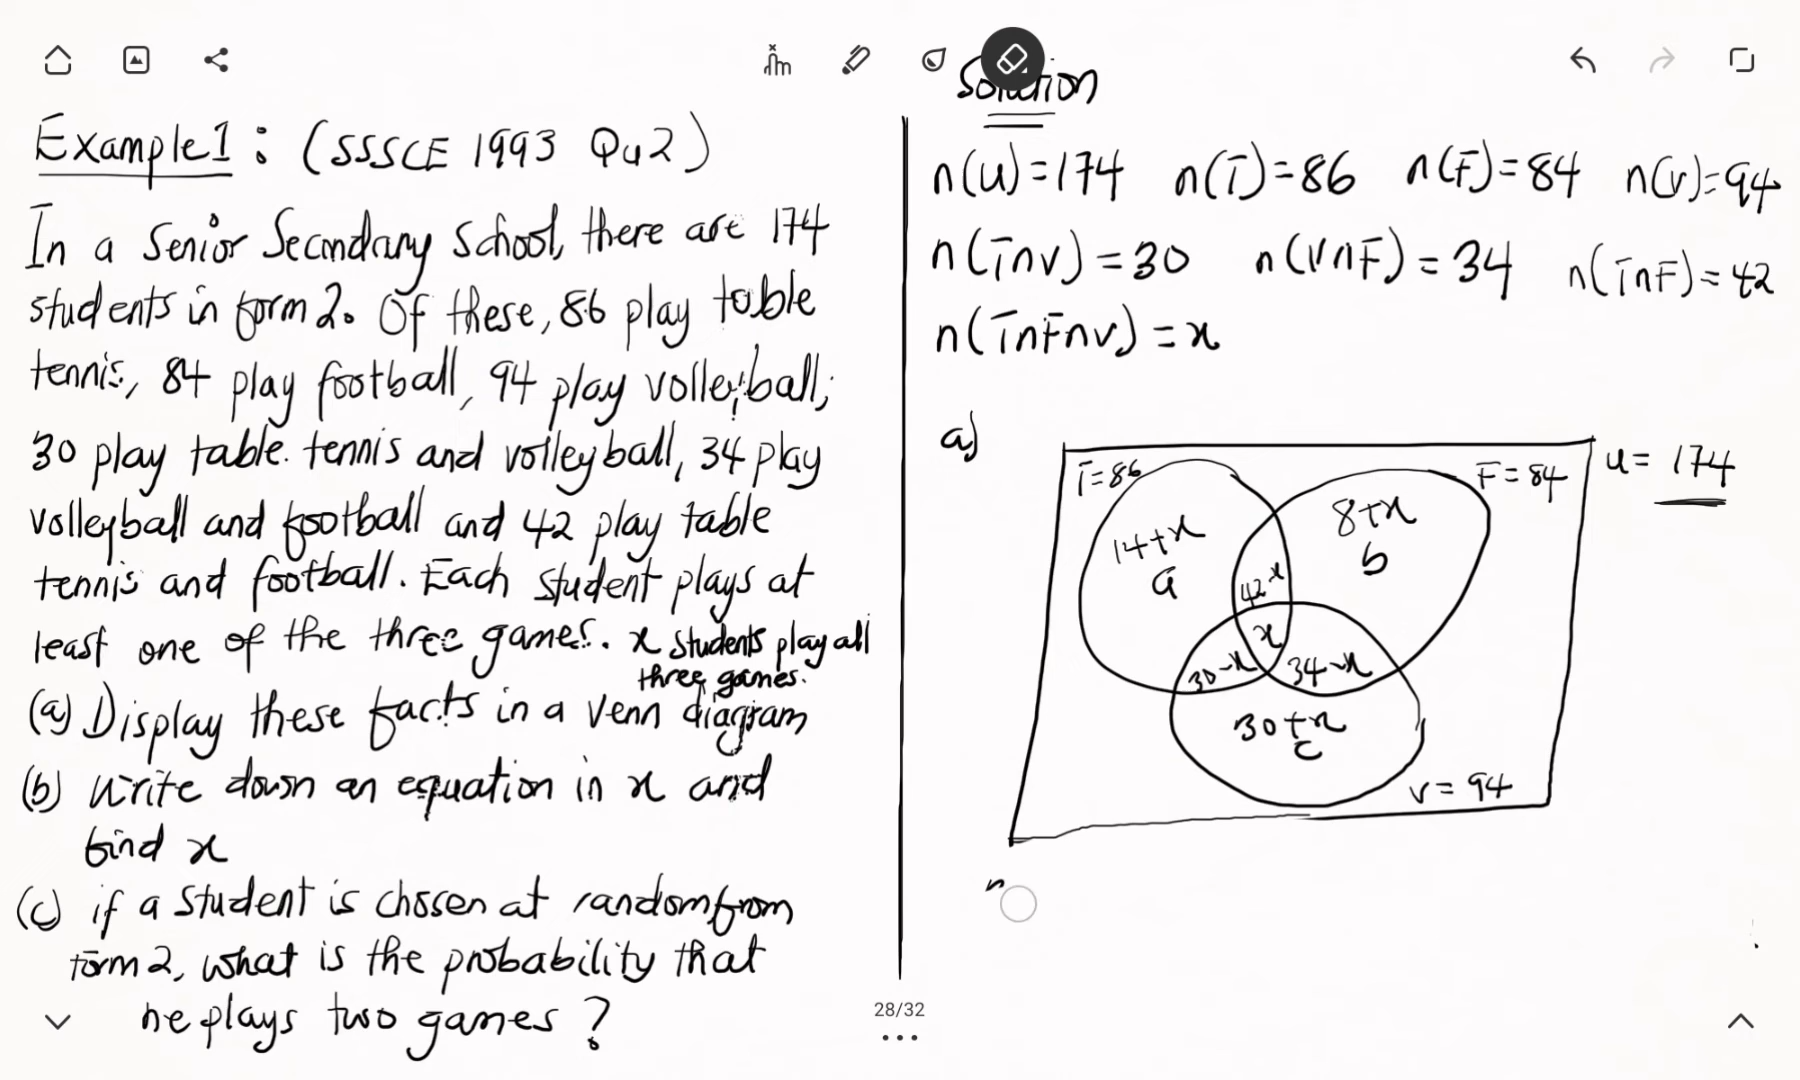 Example 1 : (SSSCE 1993 Qu2)
In a Senior Secondary School, there are 174
students in form 2. Of these, 86 play table
tennis, 84 play football, 94 play volleyball;
30 play table tennis and volleyball, 34 play
volleyball and football and 42 play table
tennis and football. Each student plays at
least one of the three games. x students play all
three games.
(a) Display these facts in a venn diagram
(b) Write down an equation in x and
find x
(c) if a student is chosen at random from
form 2, what is the probability that
he plays two games ?
28/32
Solution
n(u)=174 n(T)=86 n(F)=84 n(v)=94
n(Tnv)=30 n(VnF)=34 n(TnF)=42
n(TnFnv)=x
a)
T=86
F=84
u= 174
14+x
a
8+x
b
42-x
x
30-x
34-x
30+x
c
v= 94
n